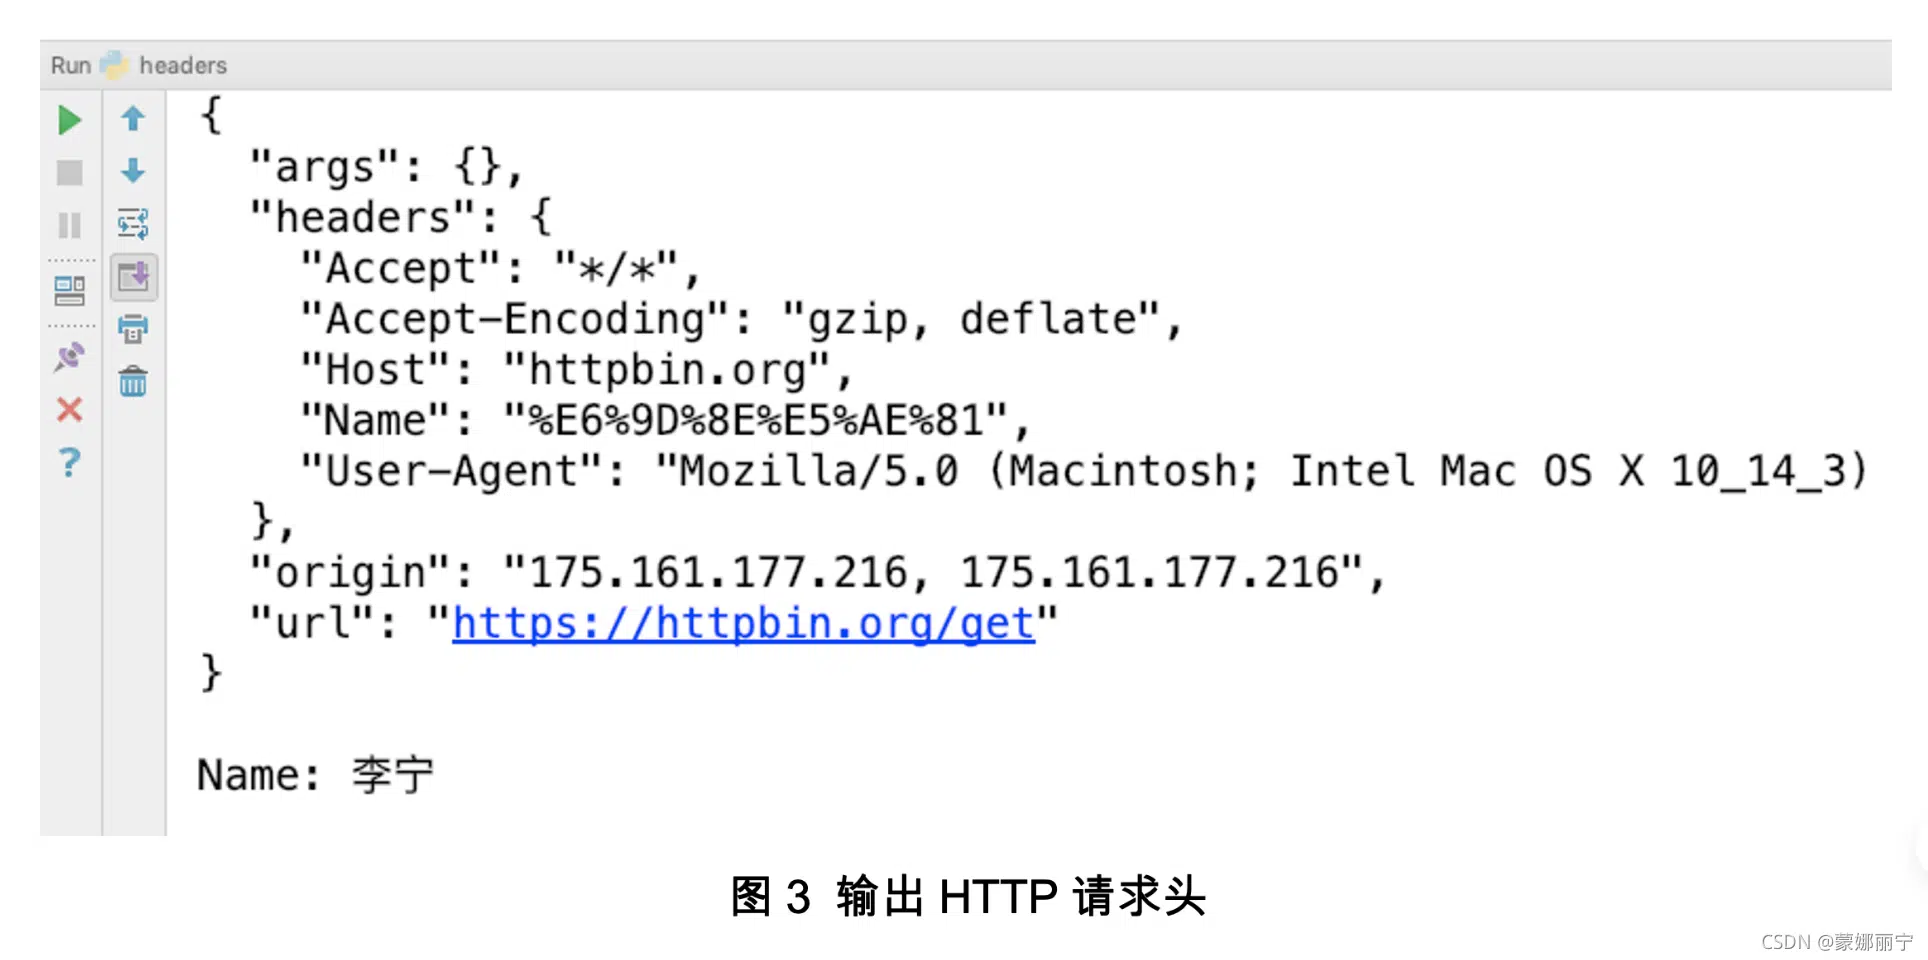 Run headers
{
  "args": {},
  "headers": {
    "Accept": "*/*",
    "Accept-Encoding": "gzip, deflate",
    "Host": "httpbin.org",
    "Name": "%E6%9D%8E%E5%AE%81",
    "User-Agent": "Mozilla/5.0 (Macintosh; Intel Mac OS X 10_14_3)
  },
  "origin": "175.161.177.216, 175.161.177.216",
  "url": "https://httpbin.org/get"
}
Name: 李宁
图 3 输出 HTTP 请求头
CSDN @蒙娜丽宁